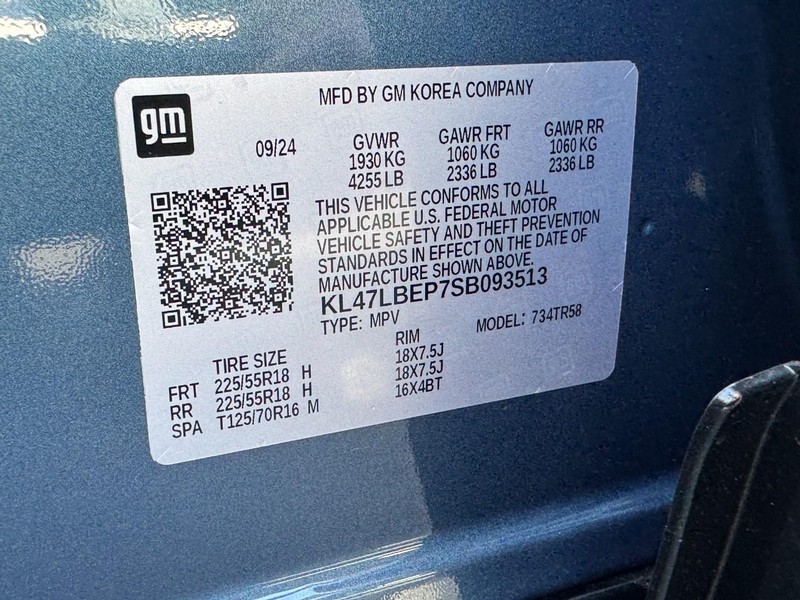 gm
MFD BY GM KOREA COMPANY
09/24
GVWR GAWR FRT GAWR RR
1930 KG 1060 KG 1060 KG
4255 LB 2336 LB 2336 LB
THIS VEHICLE CONFORMS TO ALL
APPLICABLE U.S. FEDERAL MOTOR
VEHICLE SAFETY AND THEFT PREVENTION
STANDARDS IN EFFECT ON THE DATE OF
MANUFACTURE SHOWN ABOVE.
KL47LBEP7SB093513
TYPE: MPV MODEL: 734TR58
TIRE SIZE RIM
FRT 225/55R18 H 18X7.5J
RR 225/55R18 H 18X7.5J
SPA T125/70R16 M 16X4BT